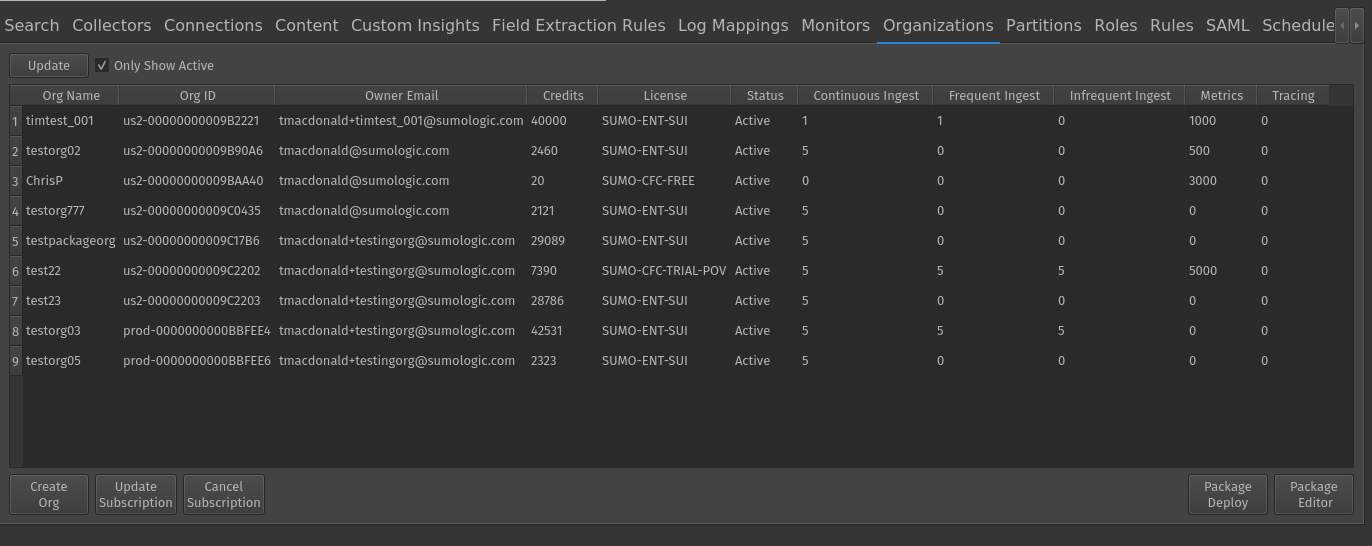 Search Collectors Connections Content Custom Insights Field Extraction Rules Log Mappings Monitors Organizations Partitions Roles Rules SAML Schedule
Update Only Show Active
Org Name Org ID Owner Email Credits License Status Continuous Ingest Frequent Ingest Infrequent Ingest Metrics Tracing
1 timtest_001 us2-00000000009B2221 tmacdonald+timtest_001@sumologic.com 40000 SUMO-ENT-SUI Active 1 1 0 1000 0
2 testorg02 us2-00000000009B90A6 tmacdonald@sumologic.com 2460 SUMO-ENT-SUI Active 5 0 0 500 0
3 ChrisP us2-00000000009BAA40 tmacdonald@sumologic.com 20 SUMO-CFC-FREE Active 0 0 0 3000 0
4 testorg777 us2-00000000009C0435 tmacdonald@sumologic.com 2121 SUMO-ENT-SUI Active 5 0 0 0 0
5 testpackageorg us2-00000000009C17B6 tmacdonald+testingorg@sumologic.com 29089 SUMO-ENT-SUI Active 5 0 0 0 0
6 test22 us2-00000000009C2202 tmacdonald+testingorg@sumologic.com 7390 SUMO-CFC-TRIAL-POV Active 5 5 5 5000 0
7 test23 us2-00000000009C2203 tmacdonald+testingorg@sumologic.com 28786 SUMO-ENT-SUI Active 5 0 0 0 0
8 testorg03 prod-0000000000BBFEE4 tmacdonald+testingorg@sumologic.com 42531 SUMO-ENT-SUI Active 5 5 5 0 0
9 testorg05 prod-0000000000BBFEE6 tmacdonald+testingorg@sumologic.com 2323 SUMO-ENT-SUI Active 5 0 0 0 0
Create Update Cancel Package Package
Org Subscription Subscription Deploy Editor